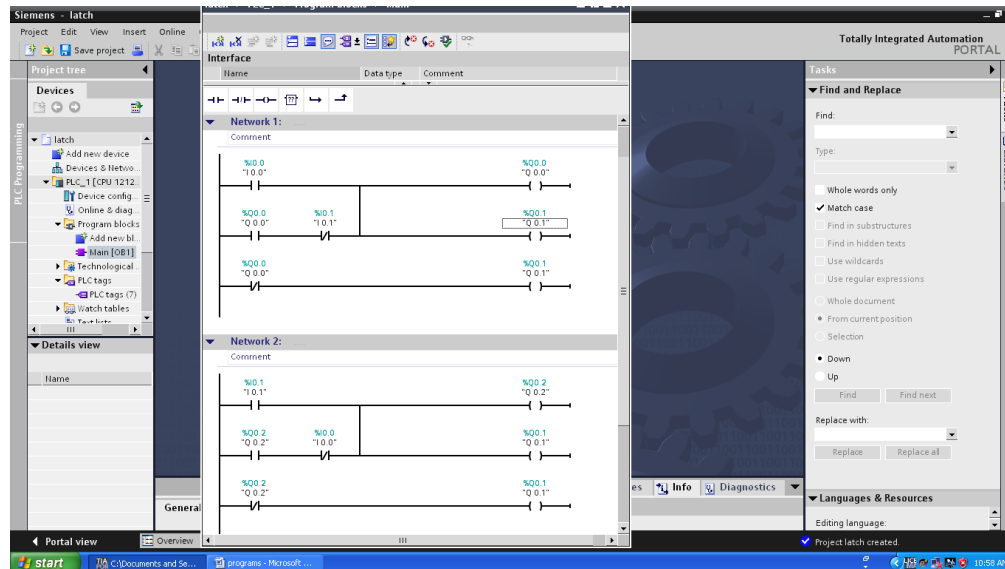 Siemens - latch
Project Edit View Insert Online
Save project
Totally Integrated Automation
PORTAL
Project tree
Devices
PLC Programming
latch
Add new device
Devices & Netwo...
PLC_1 [CPU 1212...
Device config...
Online & diag...
Program blocks
Add new bl...
Main [OB1]
Technological...
PLC tags
PLC tags (7)
Watch tables
Text lists
Details view
Name
Portal view
Overview
General
Interface
Name Data type Comment
Network 1:
Comment
%I0.0 %Q0.0
"I 0.0" "Q 0.0"
%Q0.0 %I0.1 %Q0.1
"Q 0.0" "I 0.1" "Q 0.1"
%Q0.0 %Q0.1
"Q 0.0" "Q 0.1"
Network 2:
Comment
%I0.1 %Q0.2
"I 0.1" "Q 0.2"
%Q0.2 %I0.0 %Q0.1
"Q 0.2" "I 0.0" "Q 0.1"
%Q0.2 %Q0.1
"Q 0.2" "Q 0.1"
Info Diagnostics
Tasks
Find and Replace
Find:
Type:
Whole words only
Match case
Find in substructures
Find in hidden texts
Use wildcards
Use regular expressions
Whole document
From current position
Selection
Down
Up
Find Find next
Replace with:
Replace Replace all
Languages & Resources
Editing language:
Project latch created.
start
C:\Documents and Se...
programs - Microsoft ...
10:58 AM